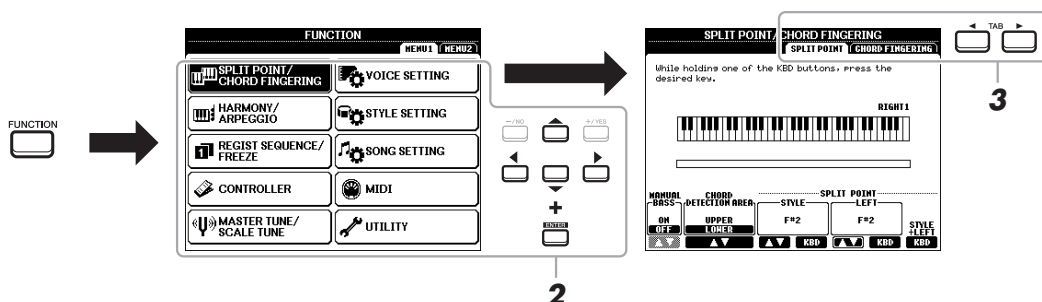 FUNCTION
FUNCTION
MENU1 MENU2
SPLIT POINT/
CHORD FINGERING
VOICE SETTING
HARMONY/
ARPEGGIO
STYLE SETTING
REGIST SEQUENCE/
FREEZE
SONG SETTING
CONTROLLER
MIDI
MASTER TUNE/
SCALE TUNE
UTILITY
−/NO
+/YES
+
ENTER
2
SPLIT POINT/CHORD FINGERING
SPLIT POINT CHORD FINGERING
While holding one of the KBD buttons, press the
desired key.
RIGHT1
MANUAL
BASS
ON
OFF
CHORD
DETECTION AREA
UPPER
LOWER
SPLIT POINT
STYLE
F#2
KBD
LEFT
F#2
KBD
STYLE
+LEFT
KBD
TAB
3